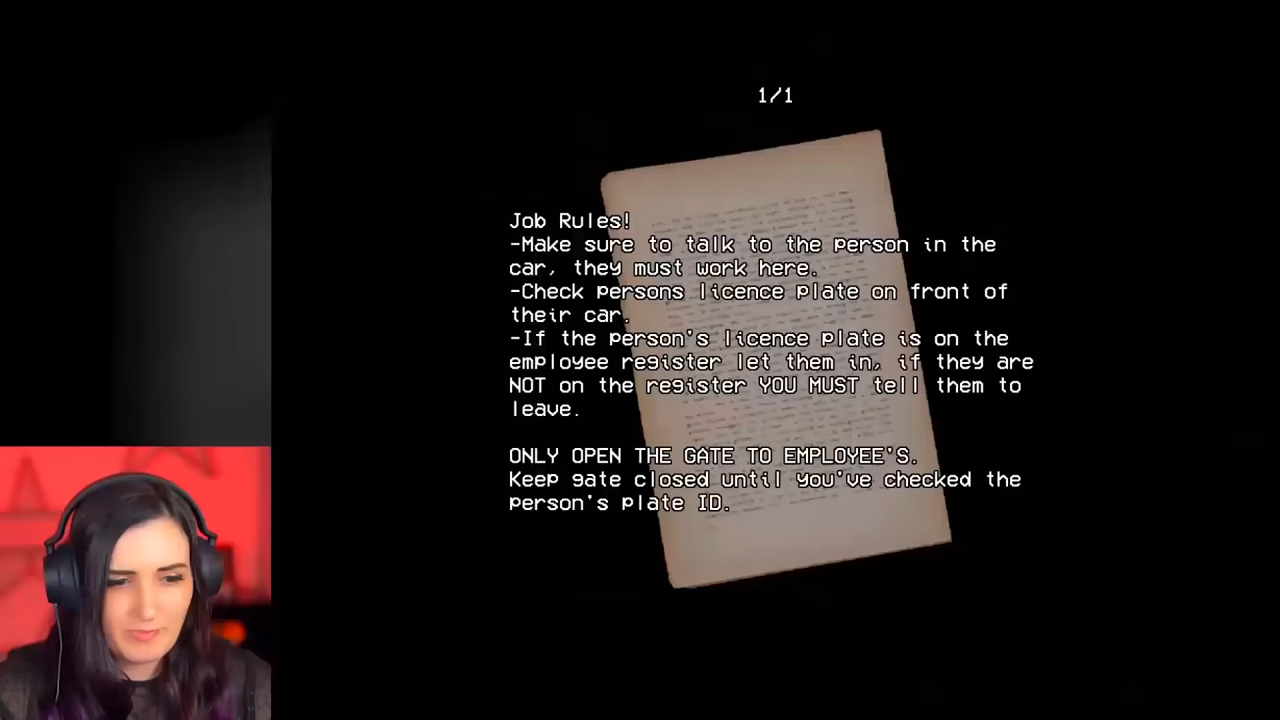 1/1
Job Rules!
-Make sure to talk to the person in the
car, they must work here.
-Check persons licence plate on front of
their car.
-If the person's licence plate is on the
employee register let them in, if they are
NOT on the register YOU MUST tell them to
leave.
ONLY OPEN THE GATE TO EMPLOYEE'S.
Keep gate closed until you've checked the
person's plate ID.